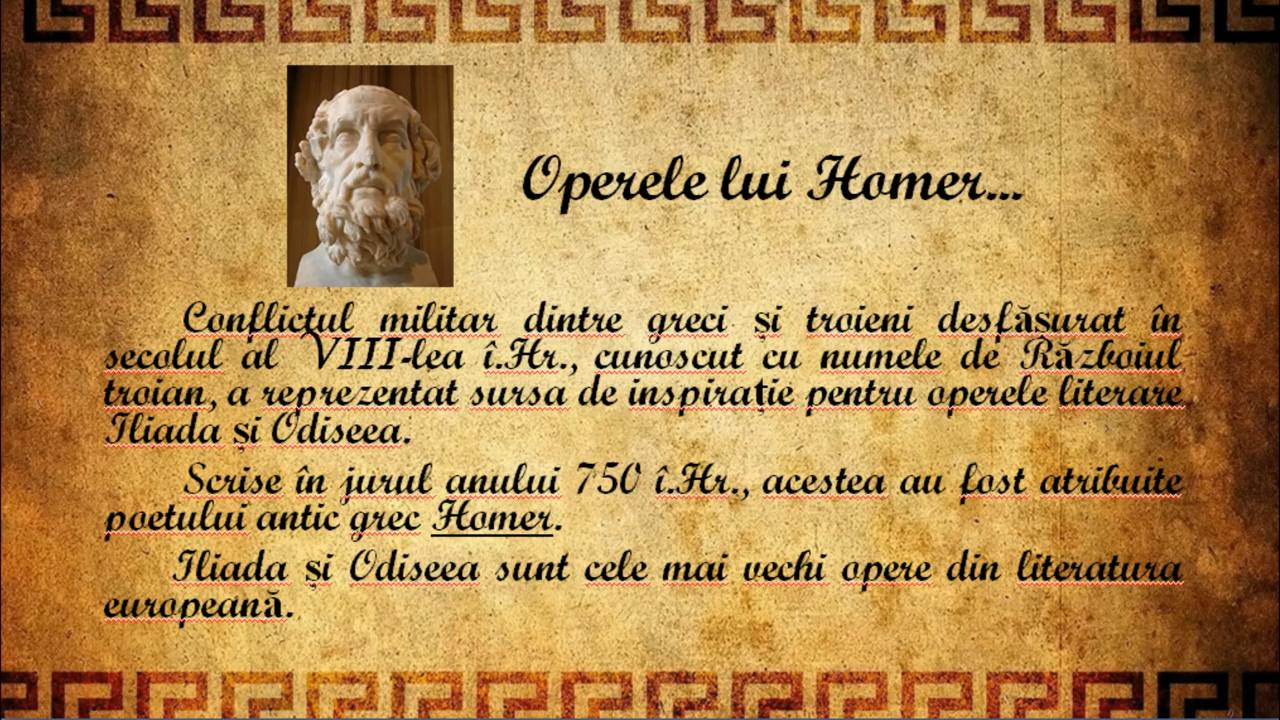 Operele lui Homer...
Conflictul militar dintre greci și troieni desfășurat în
secolul al VIII-lea î.Hr., cunoscut cu numele de Războiul
troian, a reprezentat sursa de inspirație pentru operele literare
Iliada și Odiseea.
Scrise în jurul anului 750 î.Hr., acestea au fost atribuite
poetului antic grec Homer.
Iliada și Odiseea sunt cele mai vechi opere din literatura
europeană.